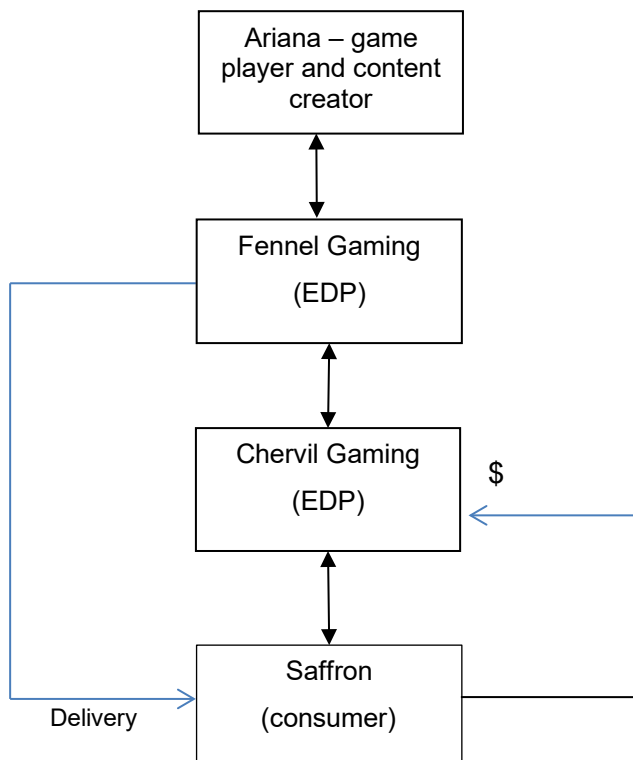 Ariana – game
player and content
creator
Fennel Gaming
(EDP)
Chervil Gaming
(EDP)
$
Saffron
(consumer)
Delivery